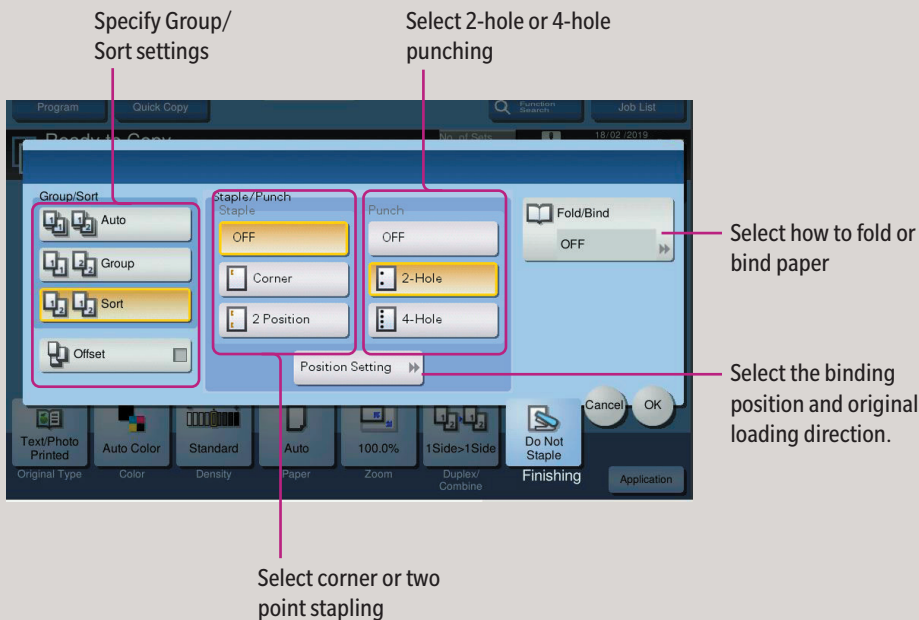 Specify Group/
Sort settings
Select 2-hole or 4-hole
punching
Program
Quick Copy
Function
Search
Job List
Ready to Copy
No. of Sets
18/02 /2019
Group/Sort
Auto
Group
Sort
Offset
Staple/Punch
Staple
OFF
Corner
2 Position
Punch
OFF
2-Hole
4-Hole
Position Setting
Fold/Bind
OFF
Select how to fold or
bind paper
Select the binding
position and original
loading direction.
Cancel
OK
Text/Photo
Printed
Original Type
Auto Color
Color
Standard
Density
Auto
Paper
100.0%
Zoom
1Side>1Side
Duplex/
Combine
Do Not
Staple
Finishing
Application
Select corner or two
point stapling